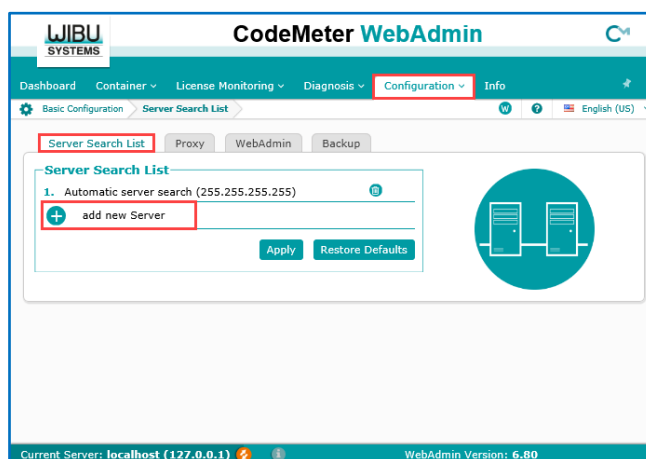 WIBU
SYSTEMS
CodeMeter WebAdmin
Dashboard Container License Monitoring Diagnosis Configuration Info
Basic Configuration Server Search List W ? English (US)
Server Search List Proxy WebAdmin Backup
Server Search List
1. Automatic server search (255.255.255.255)
+ add new Server
Apply Restore Defaults
Current Server: localhost (127.0.0.1) i WebAdmin Version: 6.80